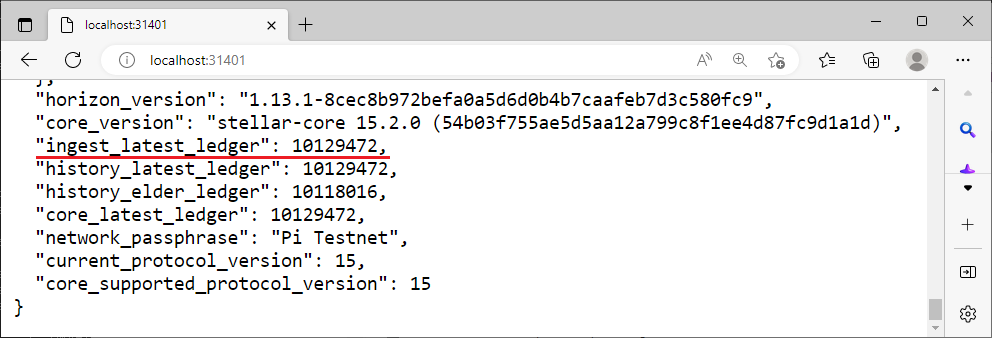 localhost:31401
localhost:31401
},
"horizon_version": "1.13.1-8cec8b972befa0a5d6d0b4b7caafeb7d3c580fc9",
"core_version": "stellar-core 15.2.0 (54b03f755ae5d5aa12a799c8f1ee4d87fc9d1a1d)",
"ingest_latest_ledger": 10129472,
"history_latest_ledger": 10129472,
"history_elder_ledger": 10118016,
"core_latest_ledger": 10129472,
"network_passphrase": "Pi Testnet",
"current_protocol_version": 15,
"core_supported_protocol_version": 15
}